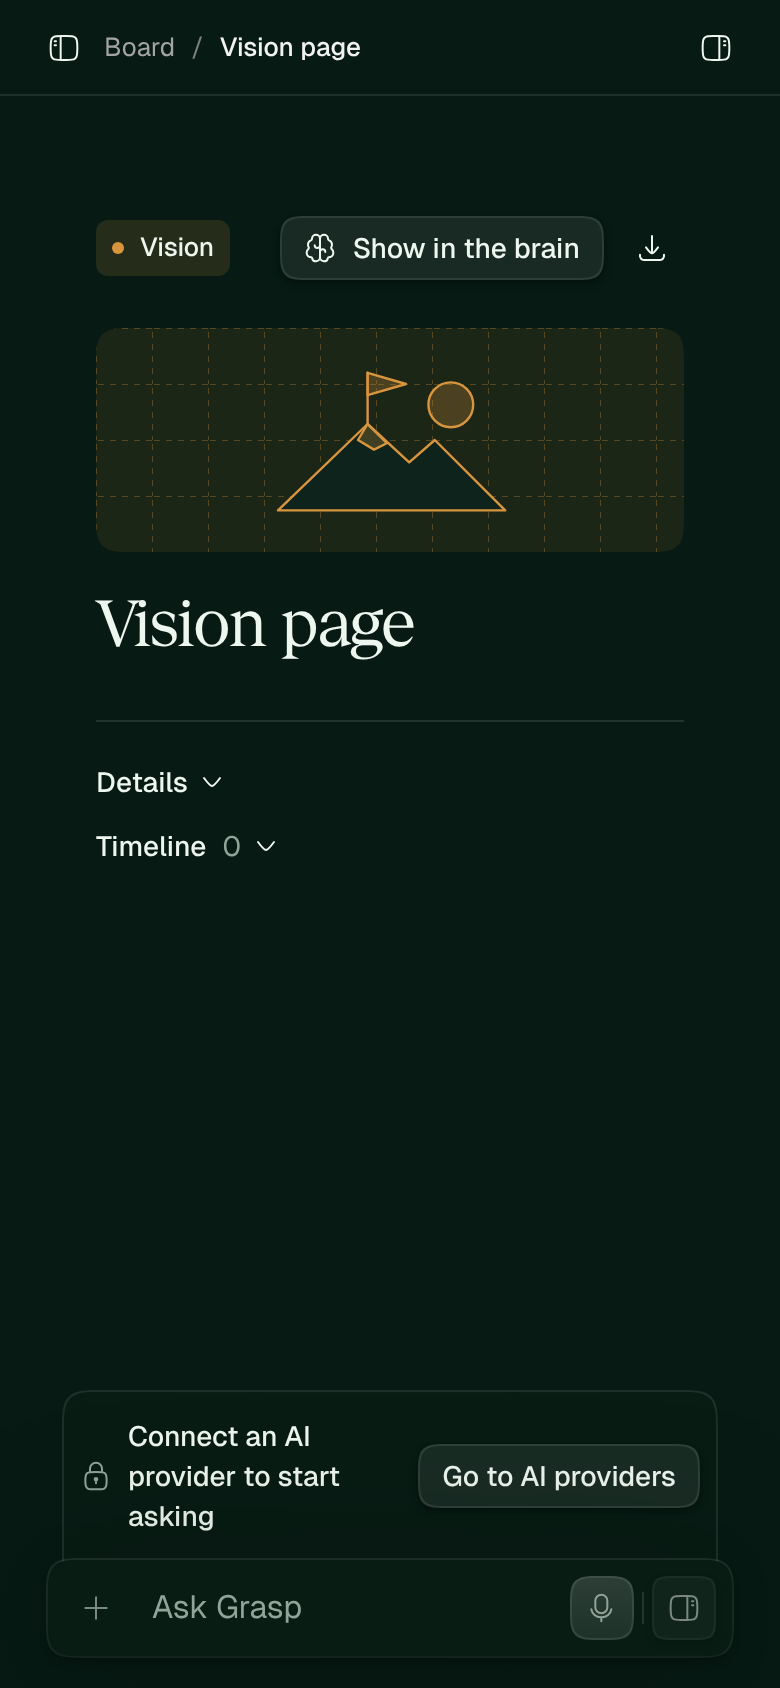 Board / Vision page
Vision
Show in the brain
Vision page
Details
Timeline 0
Connect an AI
provider to start
asking
Go to AI providers
Ask Grasp